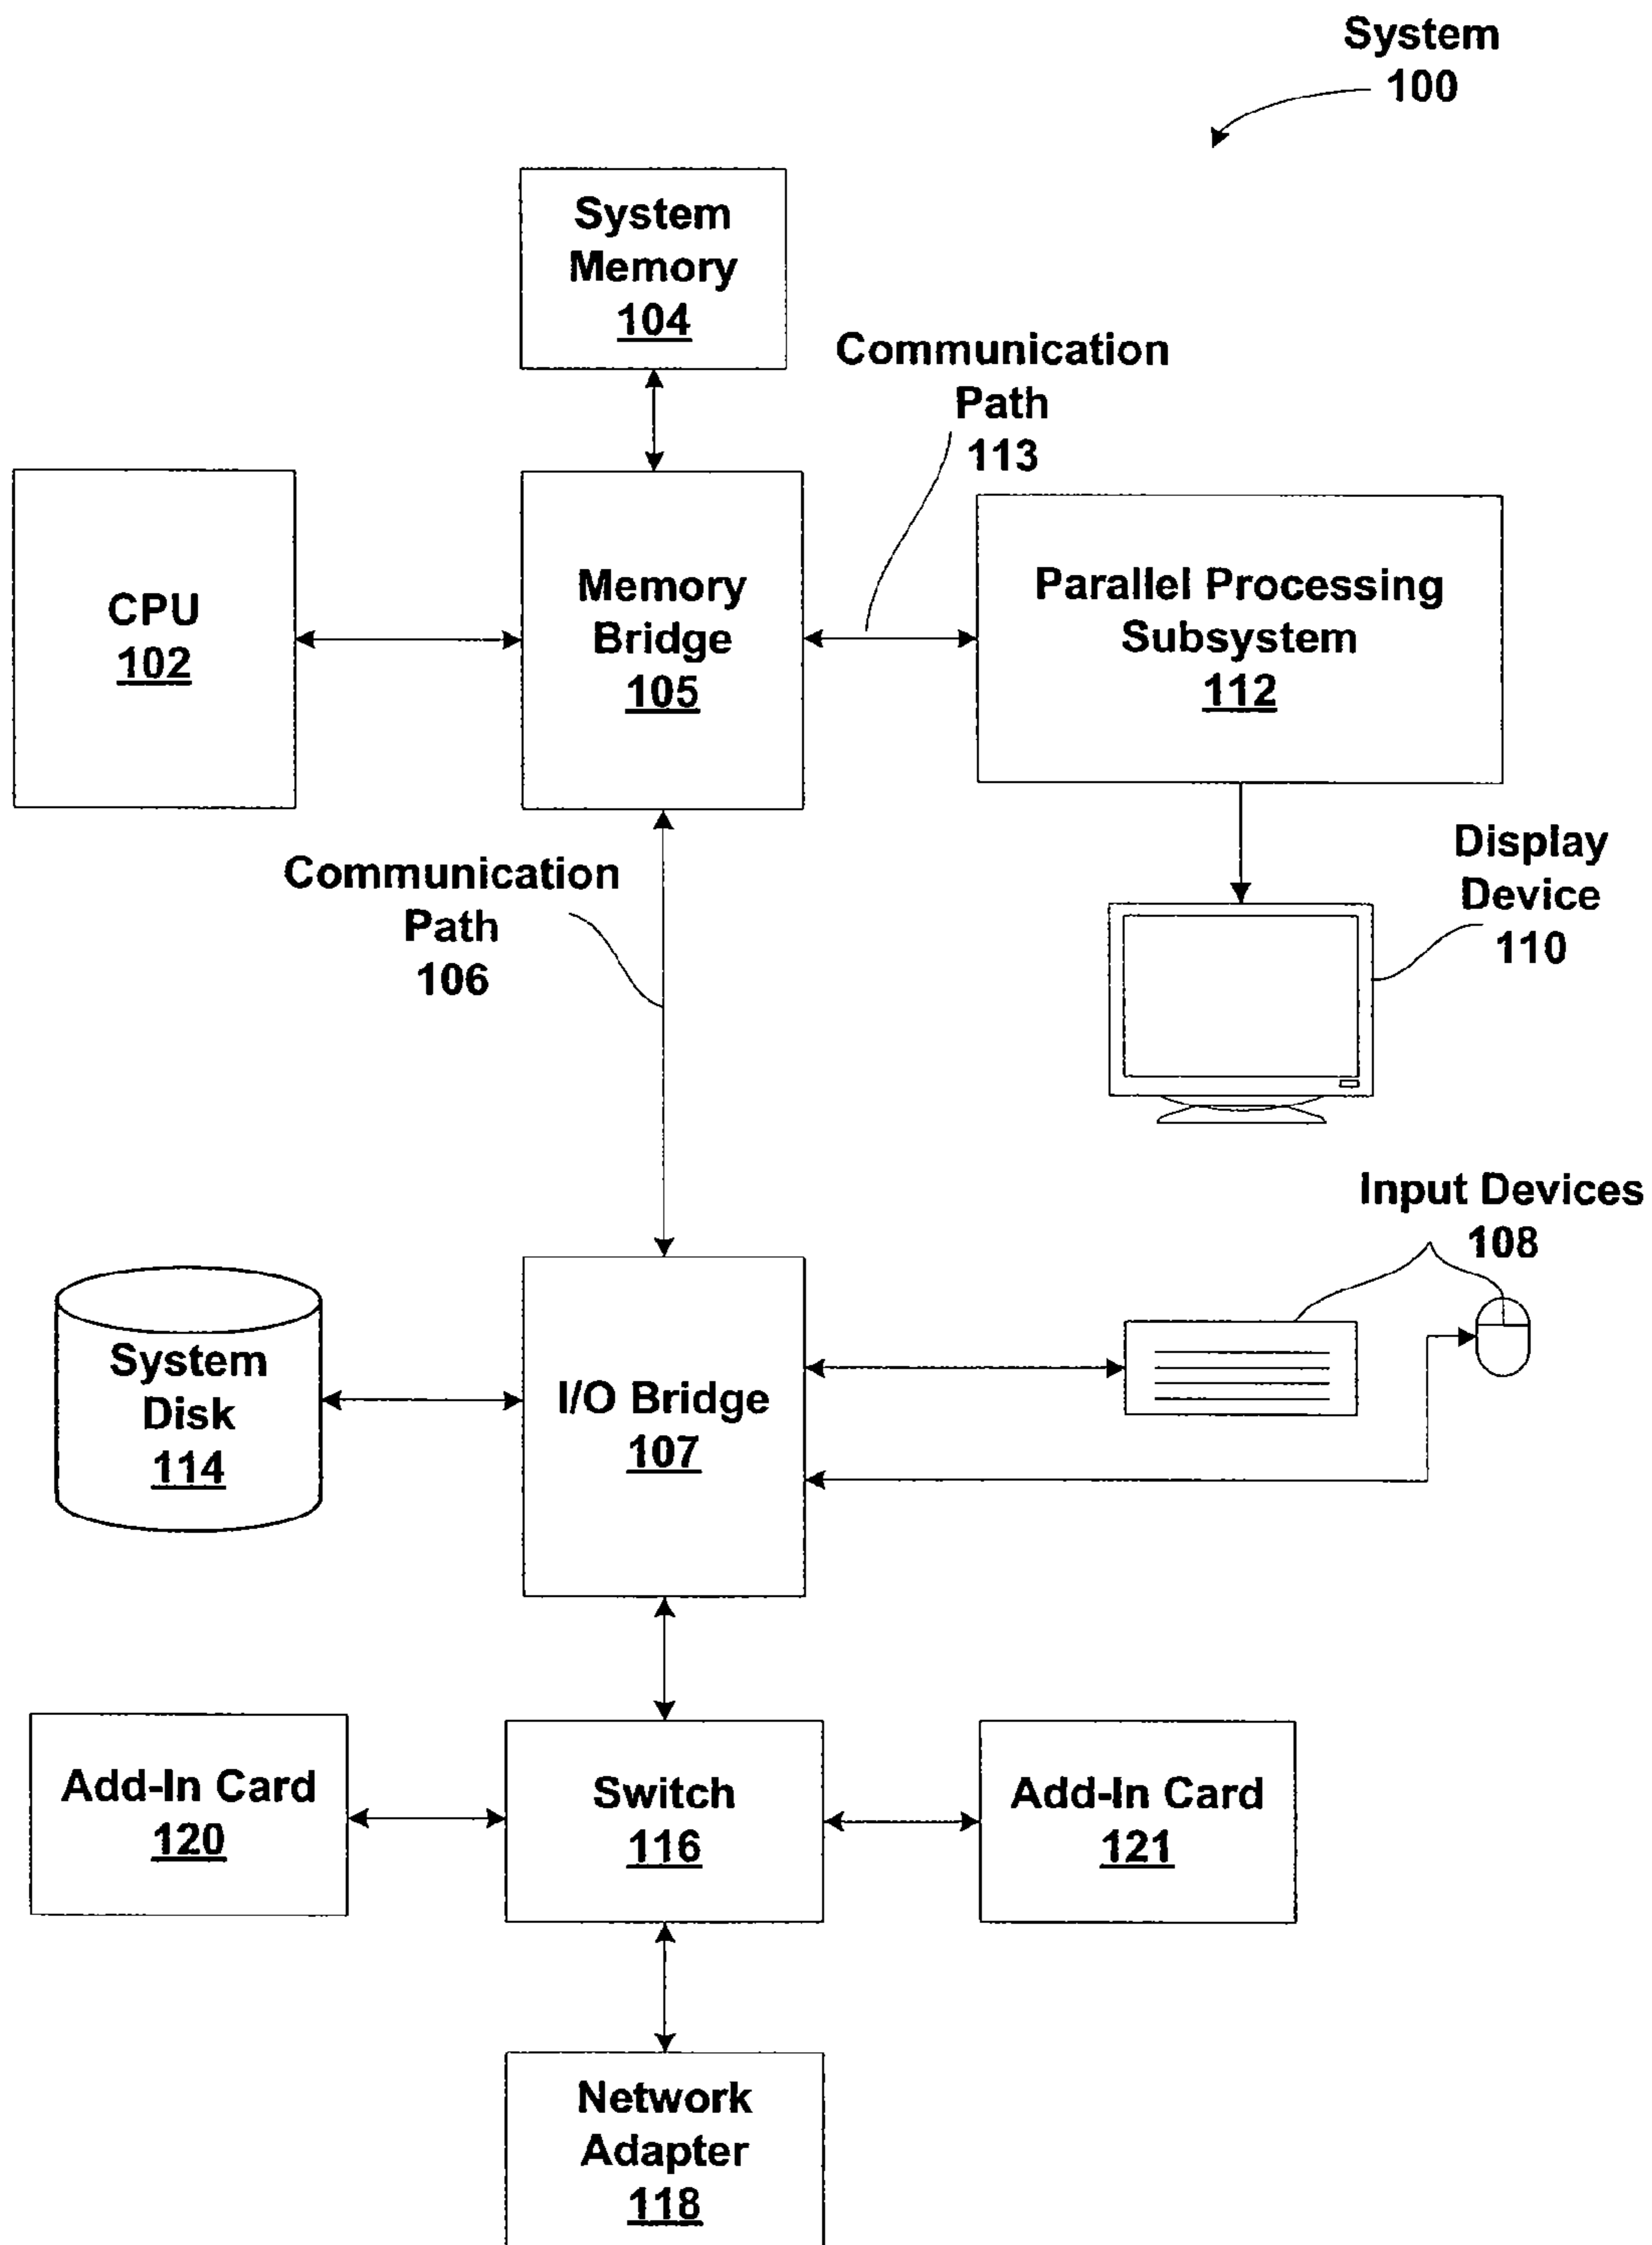 System
100
System
Memory
104
Communication
Path
113
CPU
102
Memory
Bridge
105
Parallel Processing
Subsystem
112
Communication
Path
106
Display
Device
110
Input Devices
108
System
Disk
114
I/O Bridge
107
Add-In Card
120
Switch
116
Add-In Card
121
Network
Adapter
118